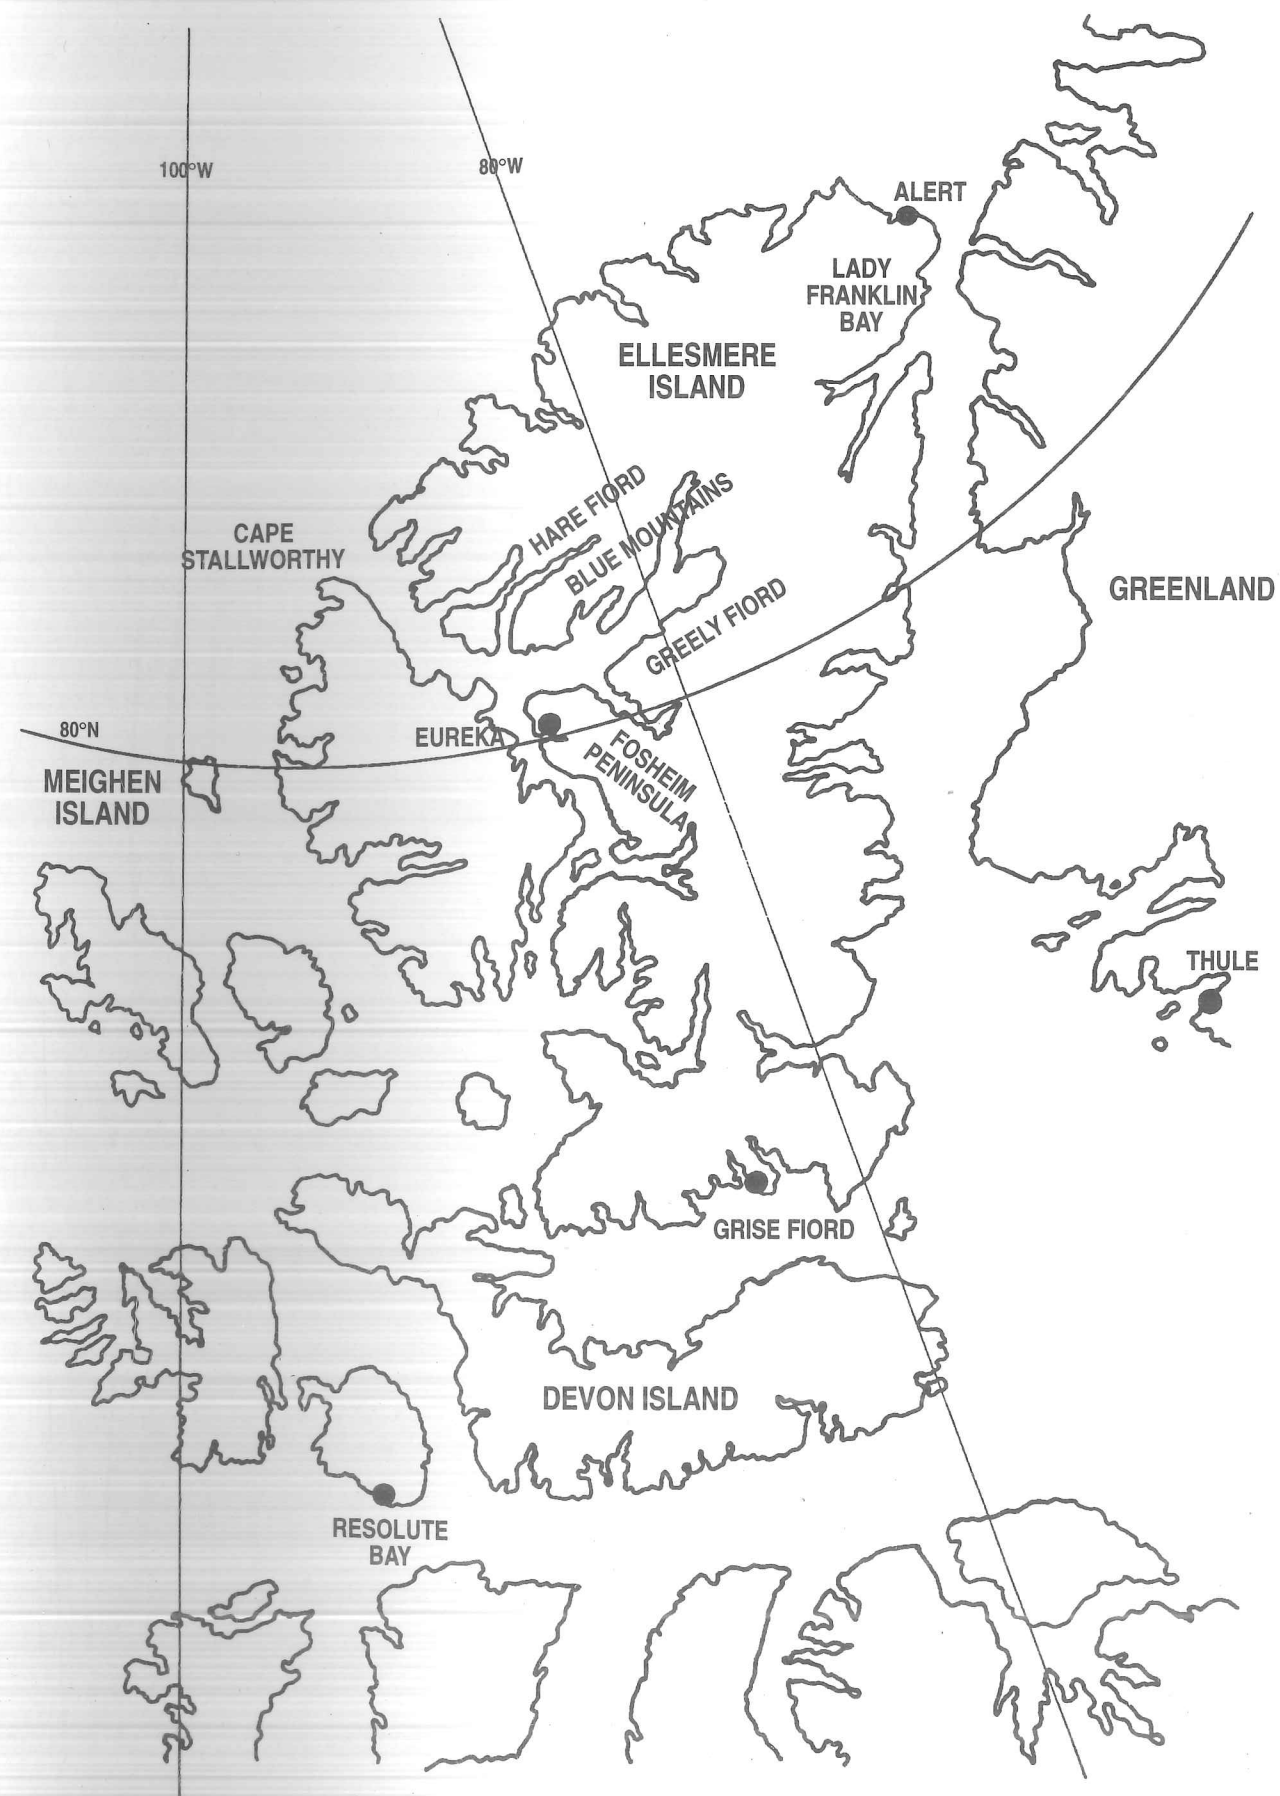 100°W
80°W
ALERT
LADY
FRANKLIN
BAY
ELLESMERE
ISLAND
HARE FIORD
BLUE MOUNTAINS
CAPE
STALLWORTHY
GREENLAND
GREELY FIORD
80°N
EUREKA
FOSHEIM
PENINSULA
MEIGHEN
ISLAND
THULE
GRISE FIORD
DEVON ISLAND
RESOLUTE
BAY